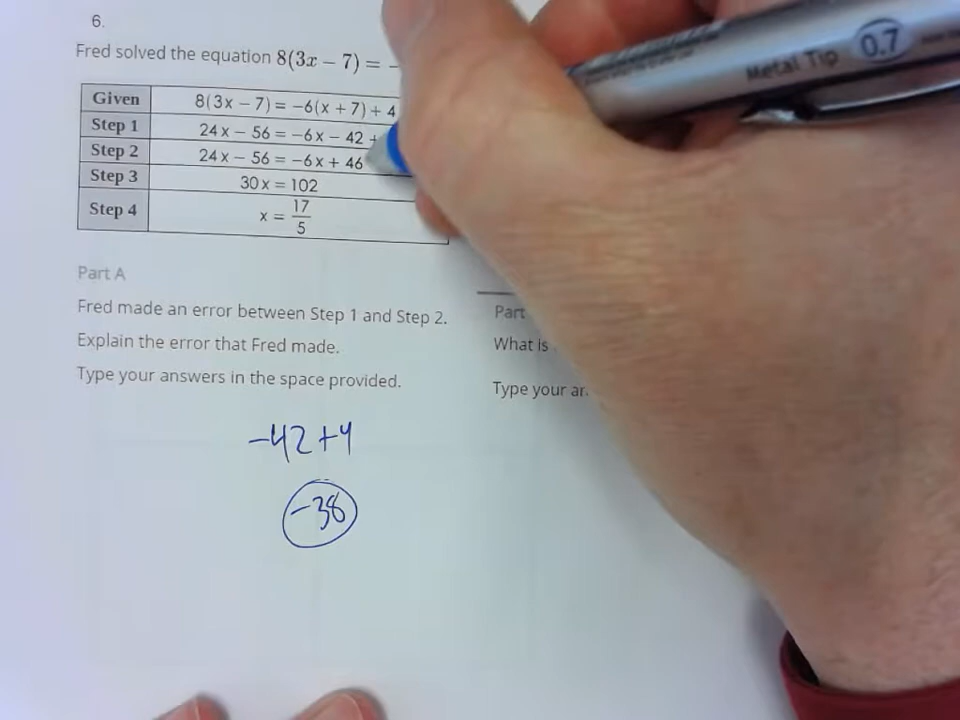 6.
Fred solved the equation 8(3x − 7) = −
Given 8(3x − 7) = −6(x + 7) + 4
Step 1 24x − 56 = −6x − 42 +
Step 2 24x − 56 = −6x + 46
Step 3 30x = 102
Step 4 x = 17/5
Part A
Fred made an error between Step 1 and Step 2.
Explain the error that Fred made.
Type your answers in the space provided.
-42 +4
-38
Part
What is
Type your
Metal Tip 0.7